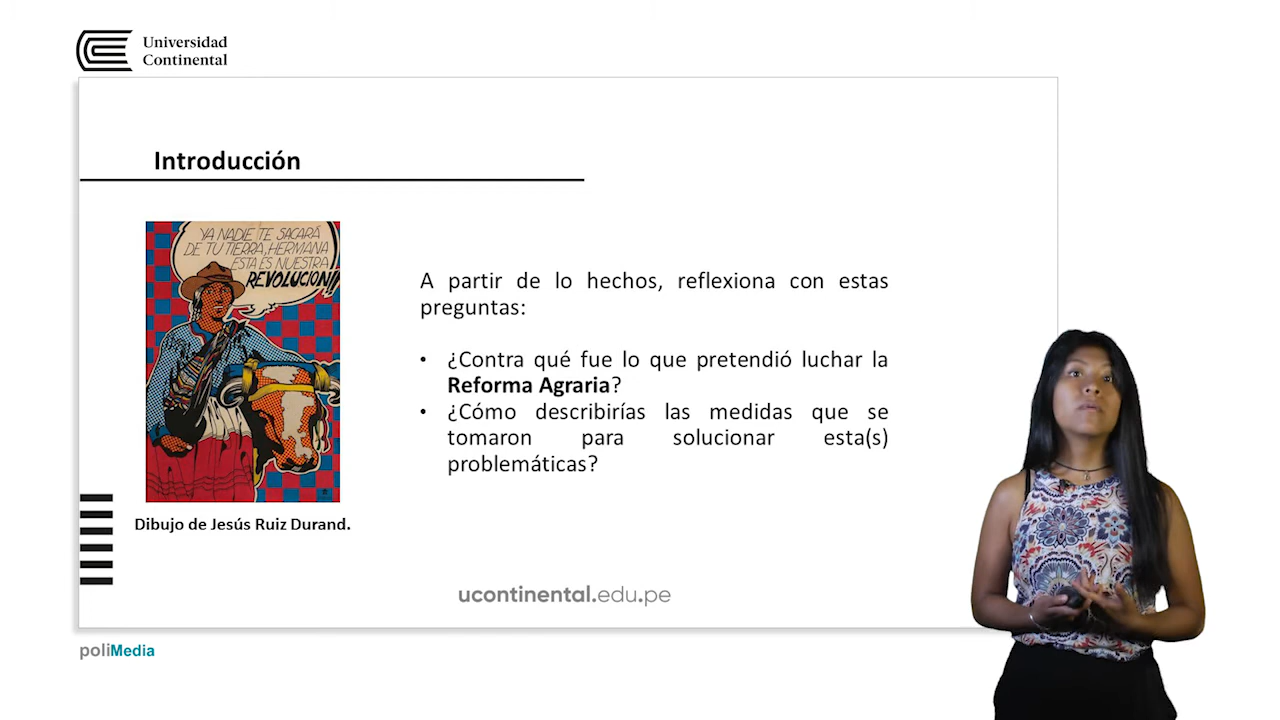 Universidad
Continental
Introducción
YA NADIE TE SACARÁ
DE TU TIERRA, HERMANA
ESTA ES NUESTRA
REVOLUCION!!
A partir de lo hechos, reflexiona con estas
preguntas:
• ¿Contra qué fue lo que pretendió luchar la
Reforma Agraria?
• ¿Cómo describirías las medidas que se
tomaron para solucionar esta(s)
problemáticas?
Dibujo de Jesús Ruiz Durand.
ucontinental.edu.pe
poliMedia